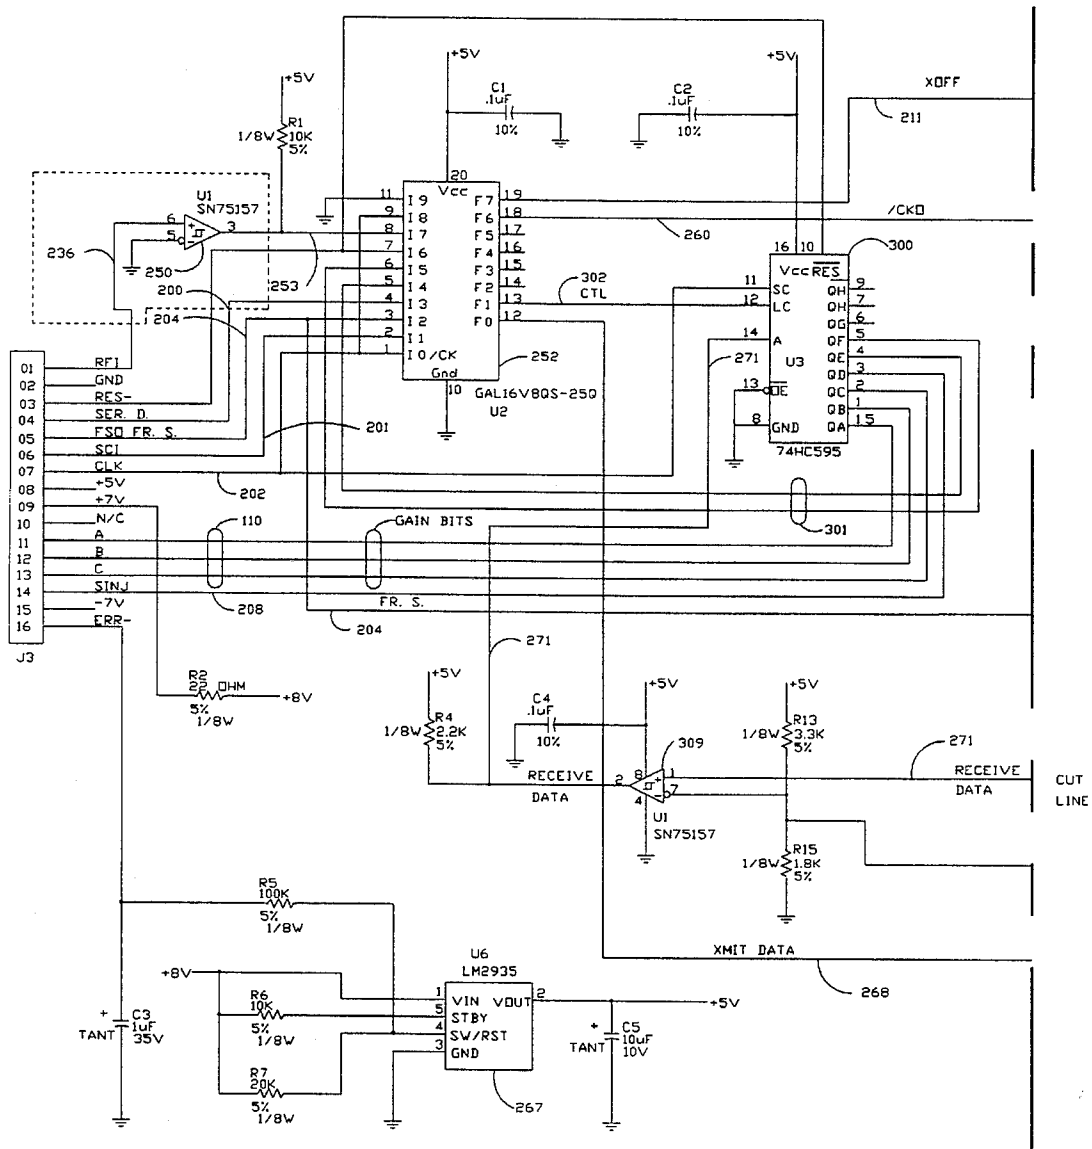 +5V
+5V
XOFF
C1
.1uF
10%
C2
.1uF
10%
211
+5V
R1
1/8W 10K
5%
U1
SN75157
6
5
3
236
250
200
204
253
20
Vcc
11 I9 F7 19
9 I8 F6 18
8 I7 F5 17
7 I6 F4 16
6 I5 F3 15
5 I4 F2 14
4 I3 F1 13
3 I2 F0 12
2 I1
1 I0/CK
Gnd
10
252
GAL16V8QS-25Q
U2
/CKO
260
302
CTL
300
16 10
Vcc RES
11 SC QH 9
12 LC QH 7
QG 6
14 A QF 5
QE 4
U3 QD 3
13 OE QC 2
QB 1
8 GND QA 15
74HC595
271
01 RFI
02 GND
03 RES-
04 SER. D.
05 FSO FR. S.
06 SCI
07 CLK
08 +5V
09 +7V
10 N/C
11 A
12 B
13 C
14 SINJ
15 -7V
16 ERR-
J3
201
202
110
GAIN BITS
301
208
FR. S.
204
271
R2
22 OHM
5%
1/8W
+8V
+5V
R4
1/8W 2.2K
5%
C4
.1uF
10%
+5V
309
8
2
4
1
7
U1
SN75157
RECEIVE
DATA
+5V
R13
1/8W 3.3K
5%
271
RECEIVE
DATA
CUT
LINE
R15
1/8W 1.8K
5%
R5
100K
5%
1/8W
XMIT DATA
268
U6
LM2935
+8V
1 VIN VOUT 2
5 STBY
4 SW/RST
3 GND
+5V
R6
10K
5%
1/8W
R7
20K
5%
1/8W
+ C3
1uF
TANT 35V
+ C5
10uF
TANT 10V
267